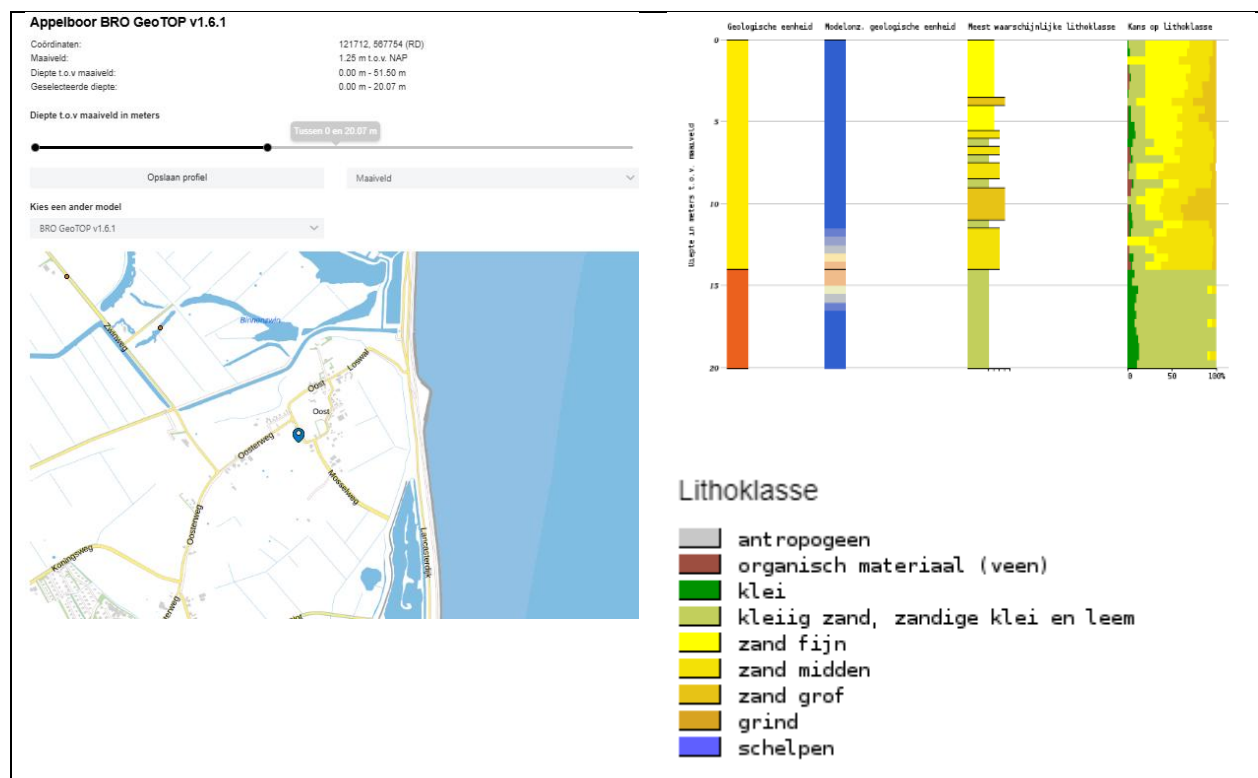 Appelboor BRO GeoTOP v1.6.1
Coördinaten: 121712, 567754 (RD)
Maaiveld: 1.25 m t.o.v. NAP
Diepte t.o.v maaiveld: 0.00 m - 51.50 m
Geselecteerde diepte: 0.00 m - 20.07 m
Diepte t.o.v maaiveld in meters
Tussen 0 en 20.07 m
Opslaan profiel
Maaiveld
Kies een ander model
BRO GeoTOP v1.6.1
Zwinweg
Binnenzwin
Loswal
Oost
Oost
Oosterweg
Mosselweg
Oosterweg
Koningsweg
Oosterweg
Lancasterdijk
Geologische eenheid
Modelonz. geologische eenheid
Meest waarschijnlijke lithoklasse
Kans op lithoklasse
Diepte in meters t.o.v. maaiveld
0
5
10
15
20
0 50 100%
Lithoklasse
antropogeen
organisch materiaal (veen)
klei
kleiig zand, zandige klei en leem
zand fijn
zand midden
zand grof
grind
schelpen